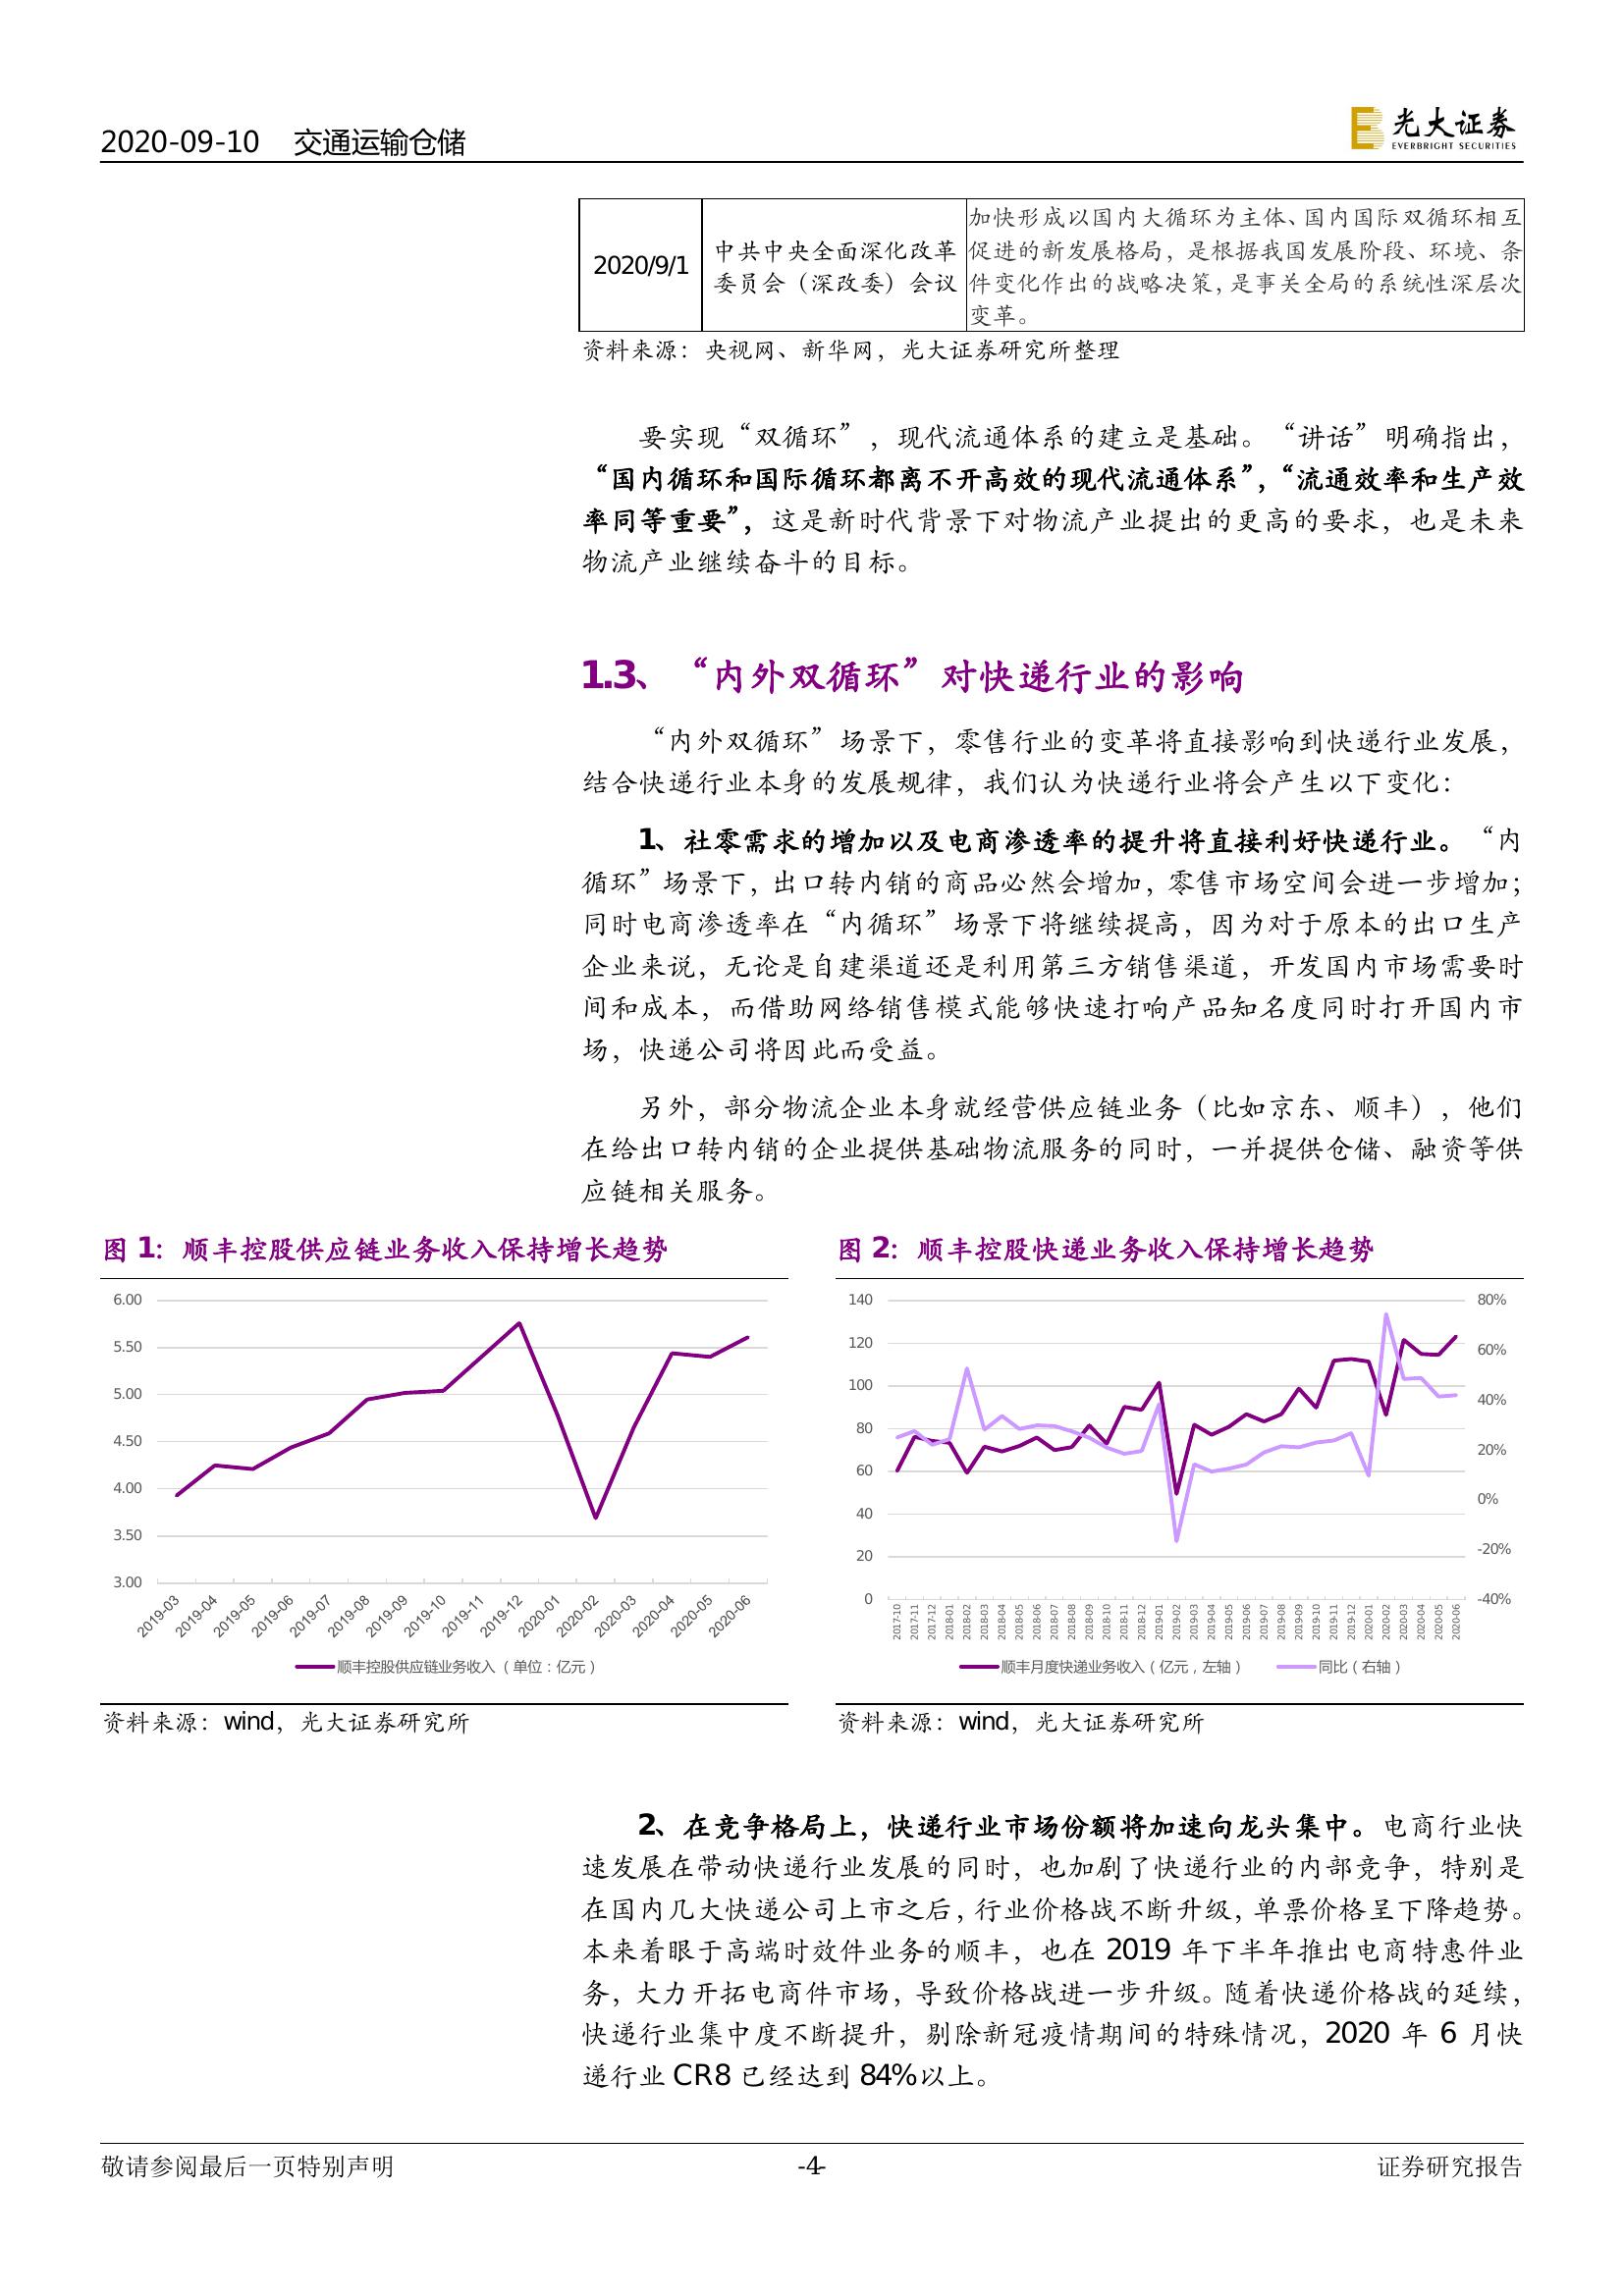 2020-09-10 交通运输仓储
光大证券
EVERBRIGHT SECURITIES
2020/9/1
中共中央全面深化改革
委员会（深改委）会议
加快形成以国内大循环为主体、国内国际双循环相互
促进的新发展格局，是根据我国发展阶段、环境、条
件变化作出的战略决策，是事关全局的系统性深层次
变革。
资料来源：央视网、新华网，光大证券研究所整理
要实现“双循环”，现代流通体系的建立是基础。“讲话”明确指出，
“国内循环和国际循环都离不开高效的现代流通体系”，“流通效率和生产效
率同等重要”，这是新时代背景下对物流产业提出的更高的要求，也是未来
物流产业继续奋斗的目标。
1.3、“内外双循环”对快递行业的影响
“内外双循环”场景下，零售行业的变革将直接影响到快递行业发展，
结合快递行业本身的发展规律，我们认为快递行业将会产生以下变化：
1、社零需求的增加以及电商渗透率的提升将直接利好快递行业。“内
循环”场景下，出口转内销的商品必然会增加，零售市场空间会进一步增加；
同时电商渗透率在“内循环”场景下将继续提高，因为对于原本的出口生产
企业来说，无论是自建渠道还是利用第三方销售渠道，开发国内市场需要时
间和成本，而借助网络销售模式能够快速打响产品知名度同时打开国内市
场，快递公司将因此而受益。
另外，部分物流企业本身就经营供应链业务（比如京东、顺丰），他们
在给出口转内销的企业提供基础物流服务的同时，一并提供仓储、融资等供
应链相关服务。
图 1：顺丰控股供应链业务收入保持增长趋势
6.00
5.50
5.00
4.50
4.00
3.50
3.00
2019-03 2019-04 2019-05 2019-06 2019-07 2019-08 2019-09 2019-10 2019-11 2019-12 2020-01 2020-02 2020-03 2020-04 2020-05 2020-06
顺丰控股供应链业务收入（单位：亿元）
资料来源：wind，光大证券研究所
图 2：顺丰控股快递业务收入保持增长趋势
140
120
100
80
60
40
20
0
80%
60%
40%
20%
0%
-20%
-40%
2017-10 2017-11 2017-12 2018-01 2018-02 2018-03 2018-04 2018-05 2018-06 2018-07 2018-08 2018-09 2018-10 2018-11 2018-12 2019-01 2019-02 2019-03 2019-04 2019-05 2019-06 2019-07 2019-08 2019-09 2019-10 2019-11 2019-12 2020-01 2020-02 2020-03 2020-04 2020-05 2020-06
顺丰月度快递业务收入（亿元，左轴） 同比（右轴）
资料来源：wind，光大证券研究所
2、在竞争格局上，快递行业市场份额将加速向龙头集中。电商行业快
速发展在带动快递行业发展的同时，也加剧了快递行业的内部竞争，特别是
在国内几大快递公司上市之后，行业价格战不断升级，单票价格呈下降趋势。
本来着眼于高端时效件业务的顺丰，也在 2019 年下半年推出电商特惠件业
务，大力开拓电商件市场，导致价格战进一步升级。随着快递价格战的延续，
快递行业集中度不断提升，剔除新冠疫情期间的特殊情况，2020 年 6 月快
递行业 CR8 已经达到 84%以上。
敬请参阅最后一页特别声明
-4-
证券研究报告